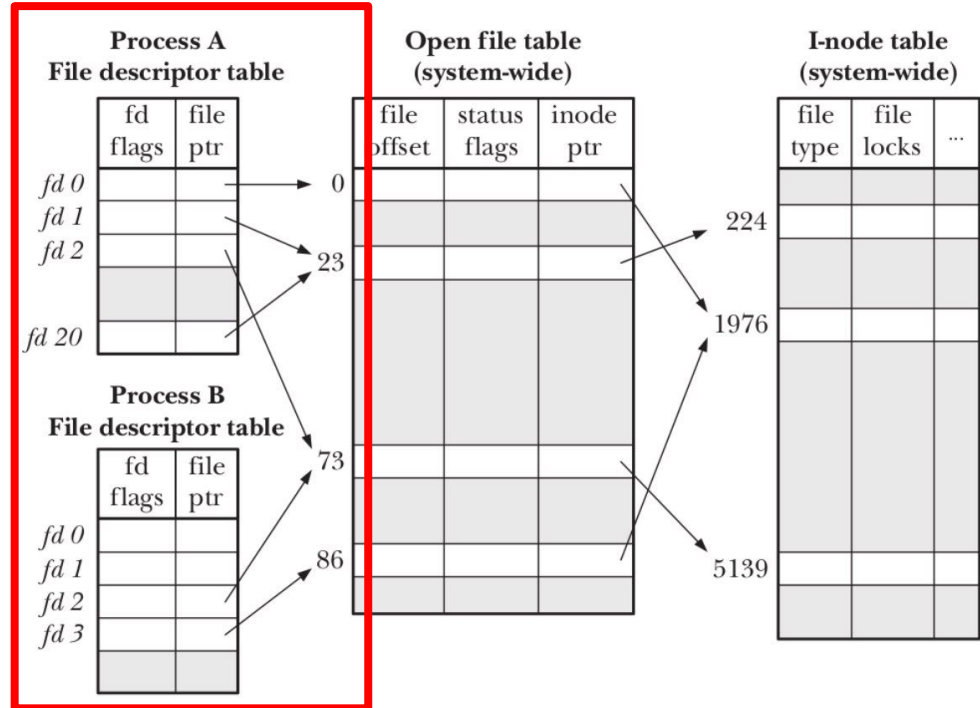 Process A
File descriptor table
fd flags
file ptr
fd 0
fd 1
fd 2
fd 20
Process B
File descriptor table
fd flags
file ptr
fd 0
fd 1
fd 2
fd 3
Open file table
(system-wide)
file offset
status flags
inode ptr
0
23
73
86
I-node table
(system-wide)
file type
file locks
...
224
1976
5139